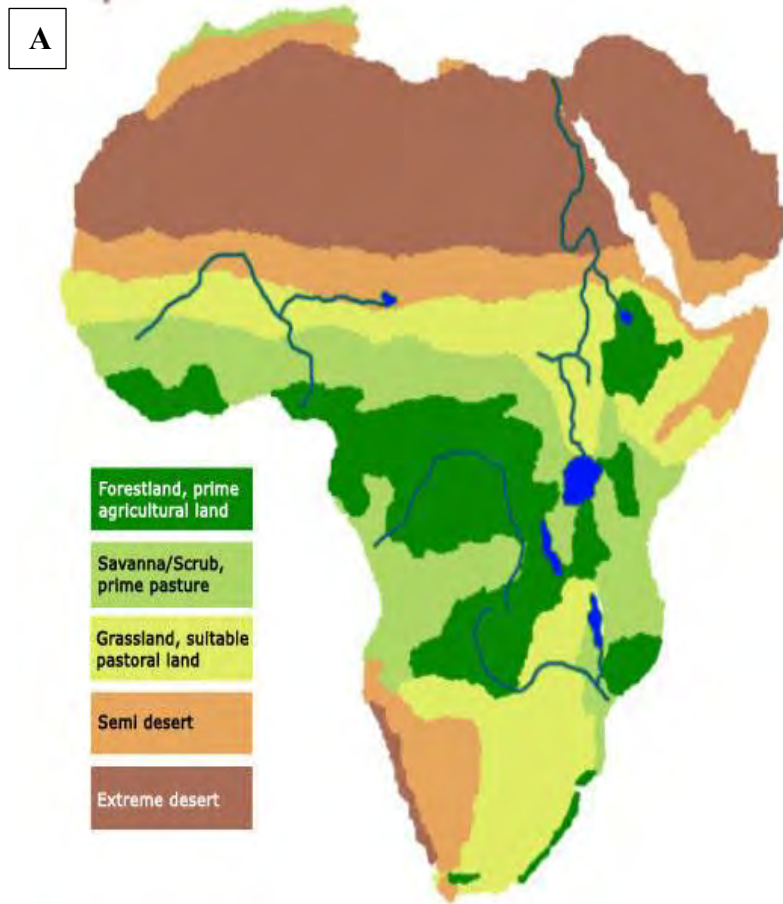 A
Forestland, prime
agricultural land
Savanna/Scrub,
prime pasture
Grassland, suitable
pastoral land
Semi desert
Extreme desert